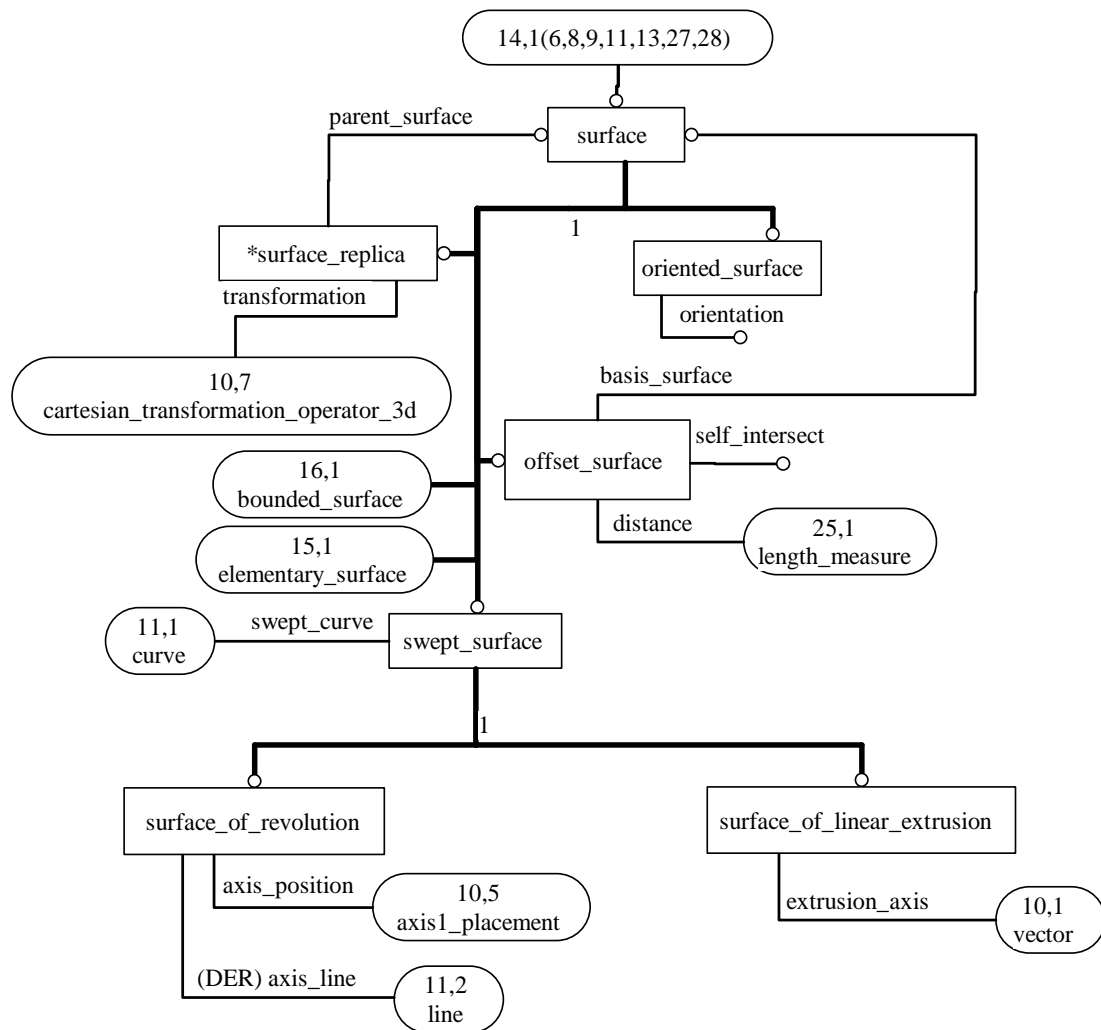 14,1(6,8,9,11,13,27,28)
parent_surface
surface
1
*surface_replica
oriented_surface
transformation
orientation
10,7
cartesian_transformation_operator_3d
basis_surface
self_intersect
offset_surface
16,1
bounded_surface
distance
25,1
length_measure
15,1
elementary_surface
swept_curve
11,1
curve
swept_surface
1
surface_of_revolution
surface_of_linear_extrusion
axis_position
10,5
axis1_placement
extrusion_axis
10,1
vector
(DER) axis_line
11,2
line